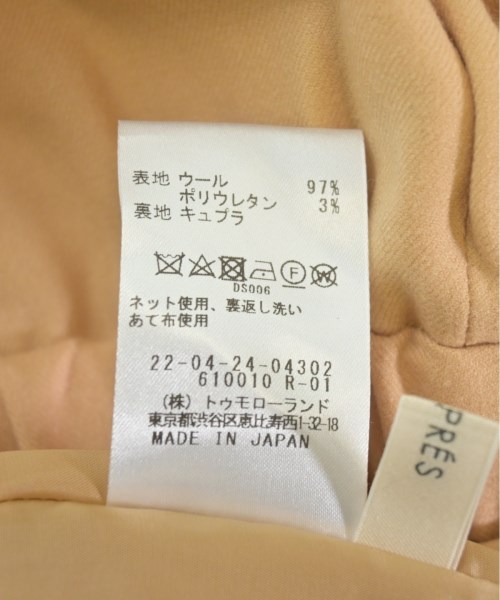 表地 ウール 97%
ポリウレタン 3%
裏地 キュプラ
F W
DS006
ネット使用、裏返し洗い
あて布使用
22-04-24-04302
610010 R-01
(株) トゥモローランド
東京都渋谷区恵比寿西1-32-18
MADE IN JAPAN
PRÉS